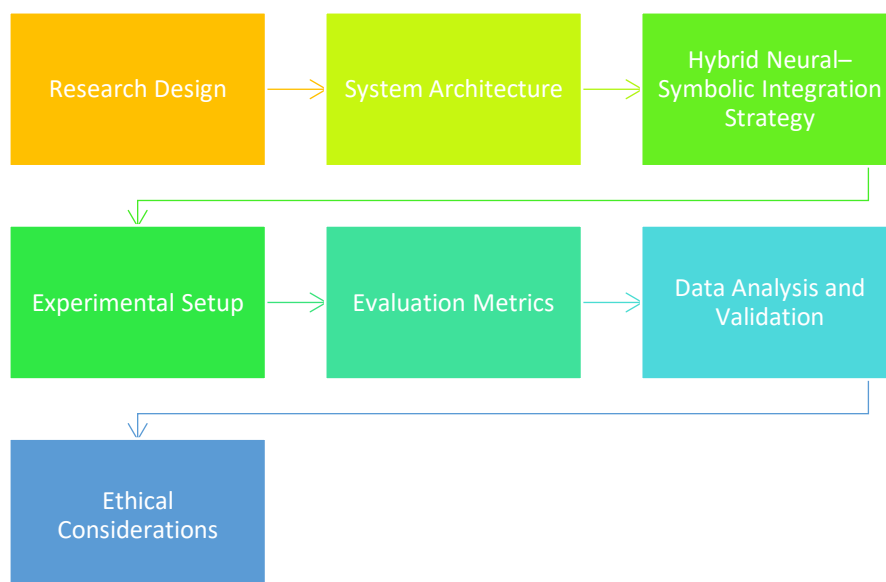 Research Design
System Architecture
Hybrid Neural–
Symbolic Integration
Strategy
Experimental Setup
Evaluation Metrics
Data Analysis and
Validation
Ethical
Considerations